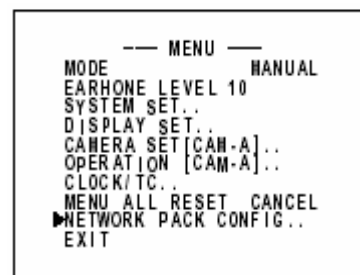 –— MENU –—
MODE MANUAL
EARHONE LEVEL 10
SYSTEM SET..
DISPLAY SET..
CAMERA SET[CAM-A]..
OPERATION [CAM-A]..
CLOCK/TC..
MENU ALL RESET CANCEL
▶NETWORK PACK CONFIG..
EXIT